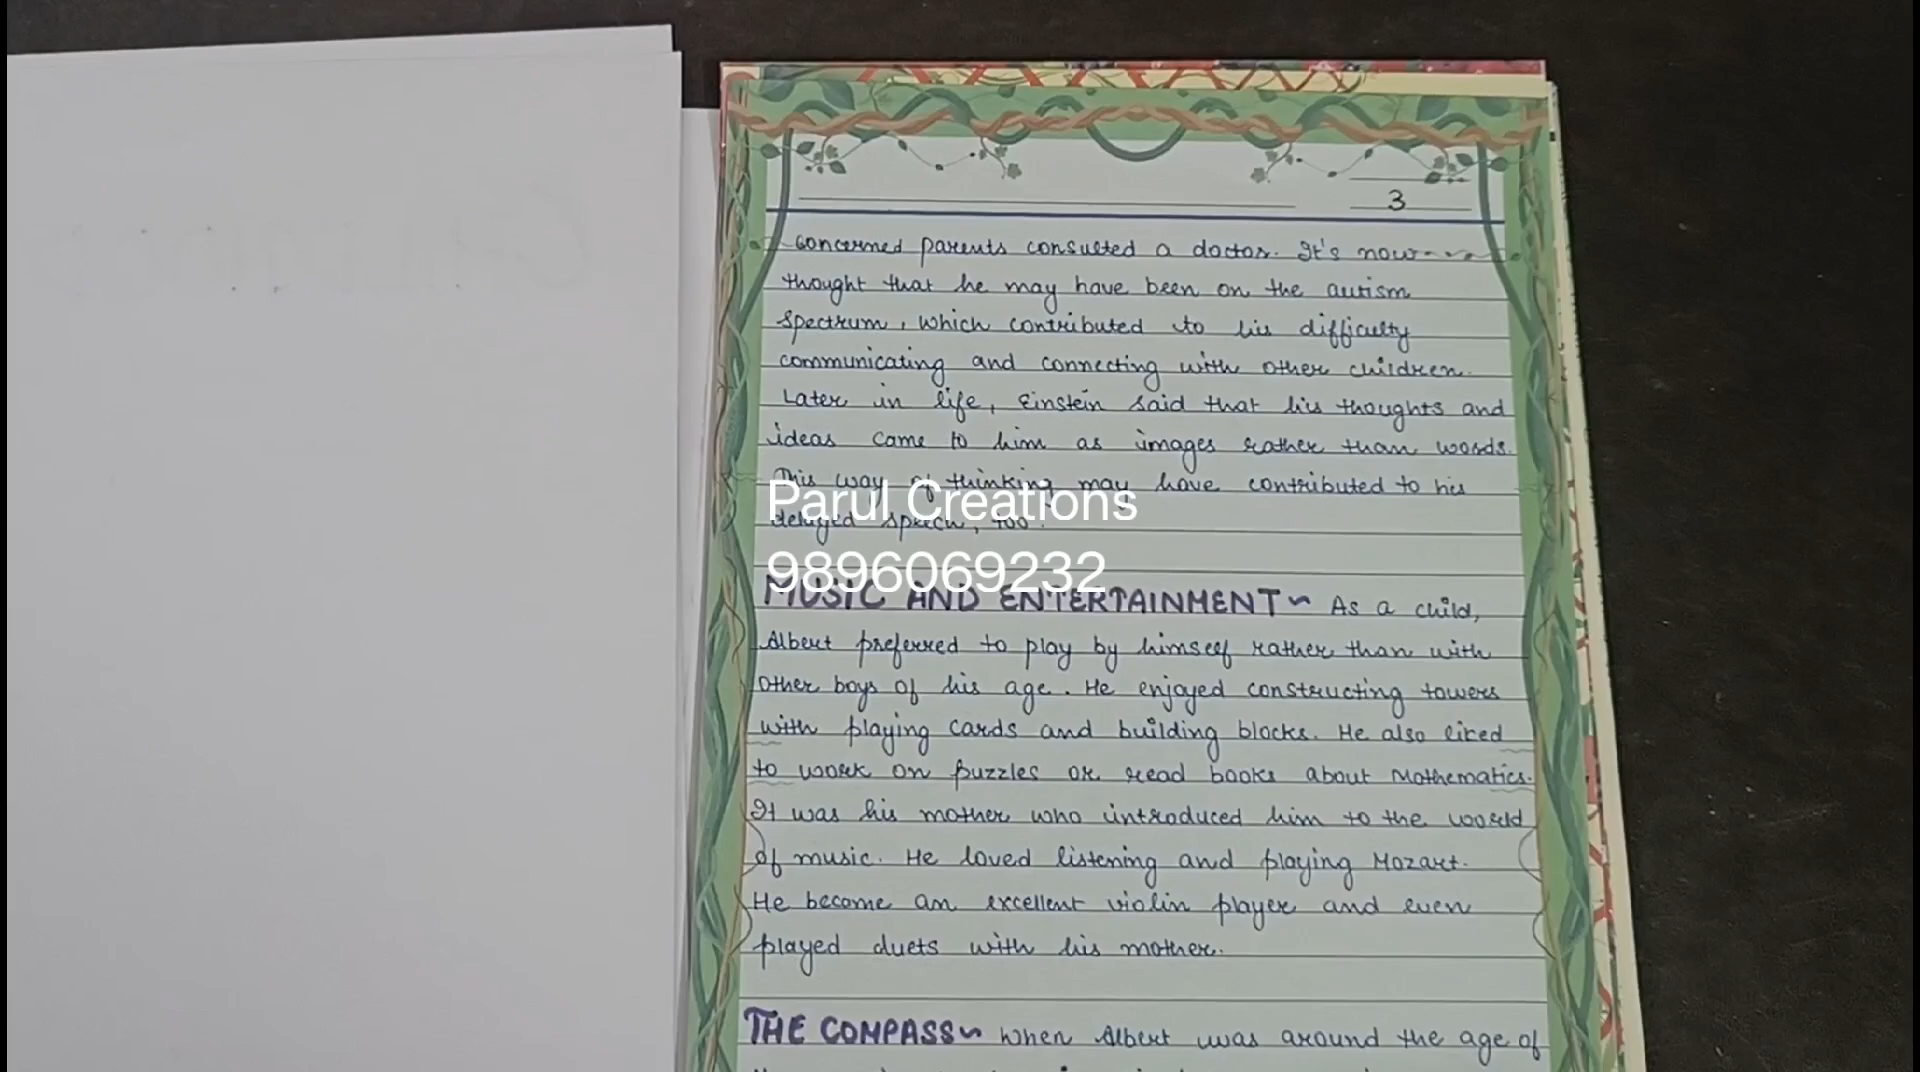 3
concerned parents consulted a doctor. It's now
thought that he may have been on the autism
spectrum, which contributed to his difficulty
communicating and connecting with other children.
Later in life, Einstein said that his thoughts and
ideas came to him as images rather than words.
This way of thinking may have contributed to his
Parul Creations
delayed speech, too.
9896069232
MUSIC AND ENTERTAINMENT~ As a child,
Albert preferred to play by himself rather than with
other boys of his age. He enjoyed constructing towers
with playing cards and building blocks. He also liked
to work on puzzles or read books about Mathematics.
It was his mother who introduced him to the world
of music. He loved listening and playing Mozart.
He become an excellent violin player and even
played duets with his mother.
THE COMPASS~ When Albert was around the age of